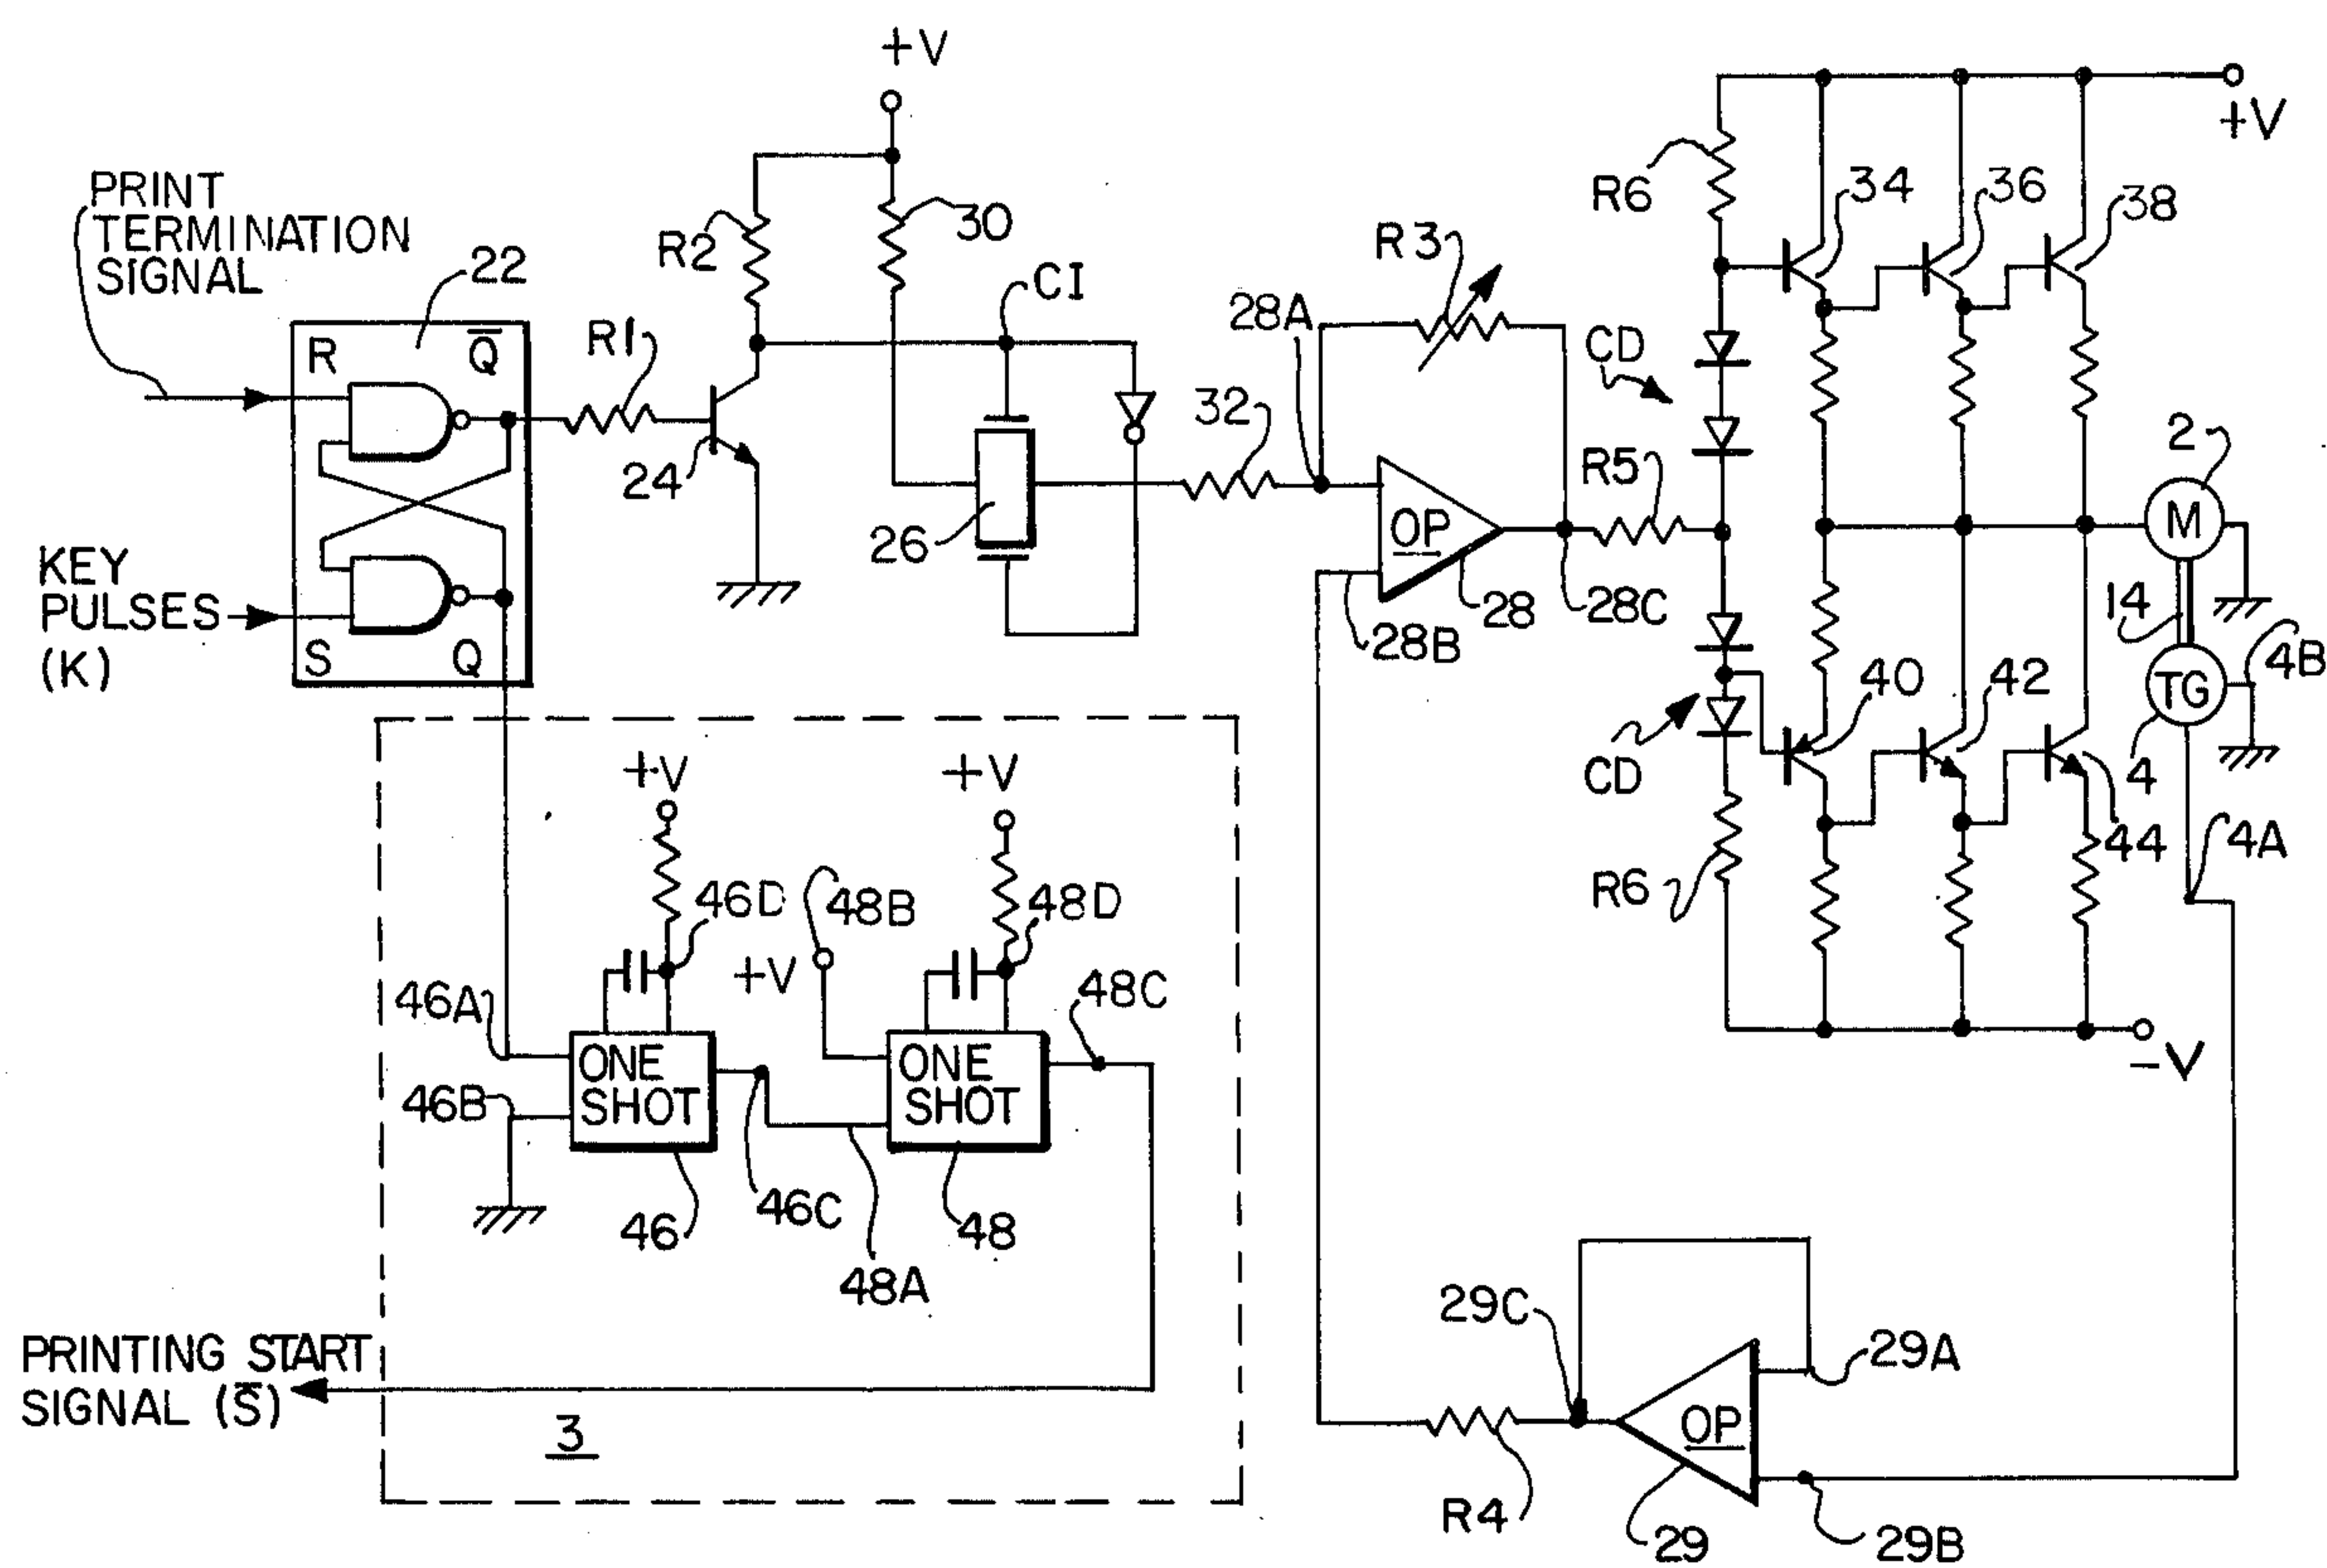 +V
+V
PRINT
TERMINATION
SIGNAL
22
R
Q̅
R1
R2
30
C1
R3
28A
R6
34
36
38
CD
32
24
26
OP
28
28B
28C
R5
2
M
14
4B
TG
4
4A
KEY
PULSES
(K)
S
Q
40
42
44
CD
R6
-V
+V
+V
46D
48B
48D
+V
46A
46B
ONE
SHOT
ONE
SHOT
48C
46
46C
48
48A
PRINTING START
SIGNAL (S̅)
3
29C
29A
OP
R4
29
29B